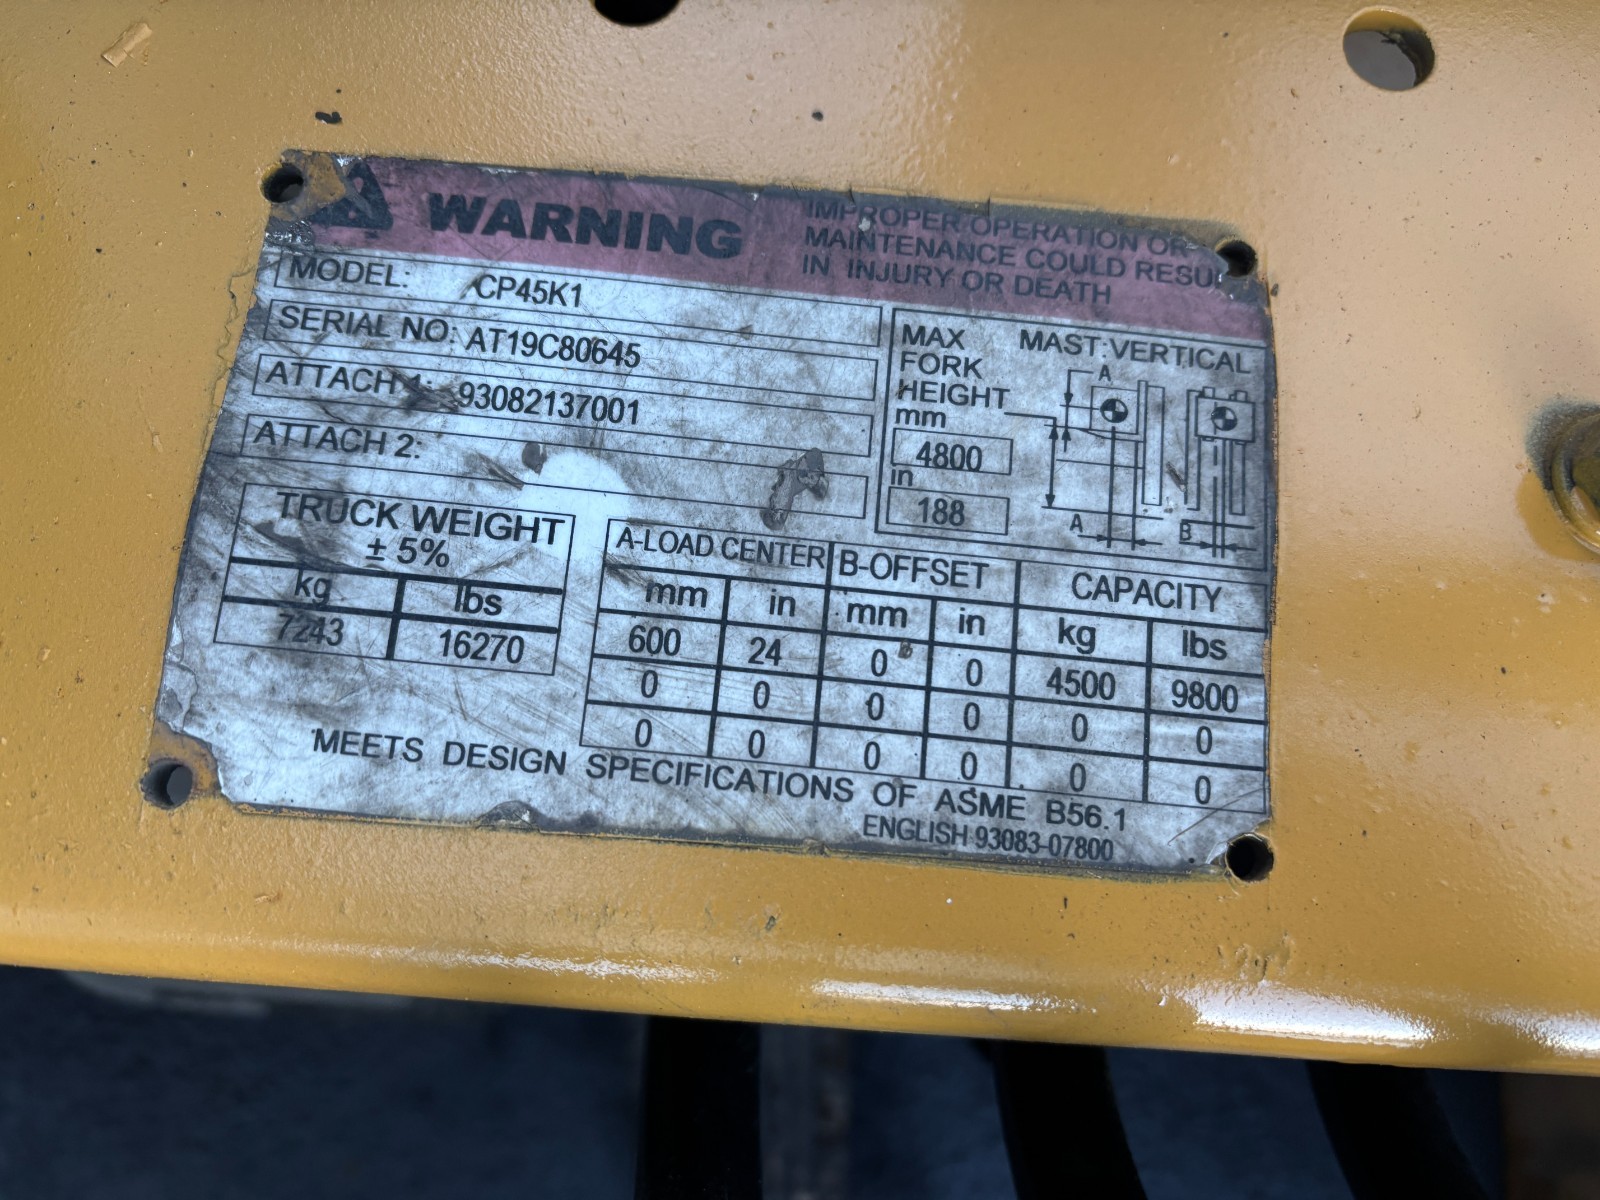 WARNING
IMPROPER OPERATION OR
MAINTENANCE COULD RESUL
IN INJURY OR DEATH
MODEL: CP45K1
SERIAL NO: AT19C80645
ATTACH 1: 93082137001
ATTACH 2:
MAX FORK HEIGHT
mm
4800
in
188
MAST:VERTICAL
A
A
B
TRUCK WEIGHT
± 5%
kg lbs
7243 16270
A-LOAD CENTER B-OFFSET CAPACITY
mm in mm in kg lbs
600 24 0 0 4500 9800
0 0 0 0 0 0
0 0 0 0 0 0
MEETS DESIGN SPECIFICATIONS OF ASME B56.1
ENGLISH 93083-07800